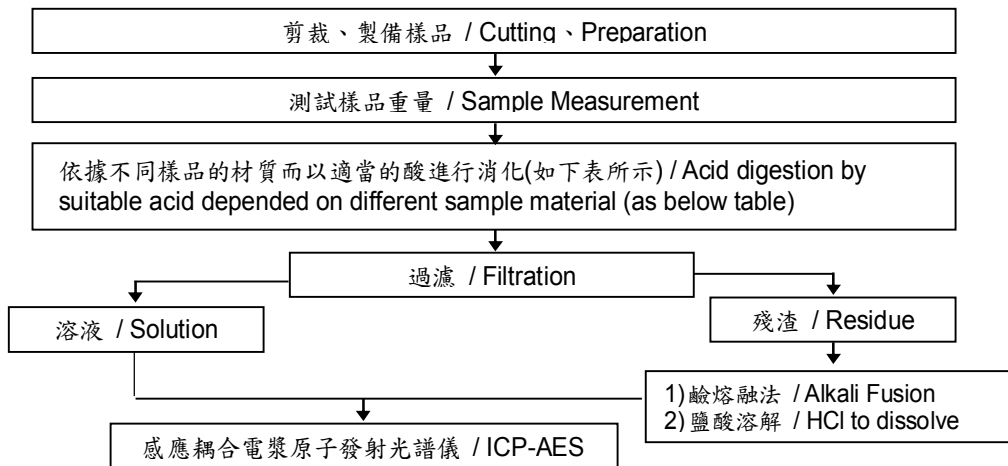 剪裁、製備樣品 / Cutting、Preparation
測試樣品重量 / Sample Measurement
依據不同樣品的材質而以適當的酸進行消化(如下表所示) / Acid digestion by
suitable acid depended on different sample material (as below table)
過濾 / Filtration
溶液 / Solution
殘渣 / Residue
1)鹼熔融法 / Alkali Fusion
2)鹽酸溶解 / HCl to dissolve
感應耦合電漿原子發射光譜儀 / ICP-AES